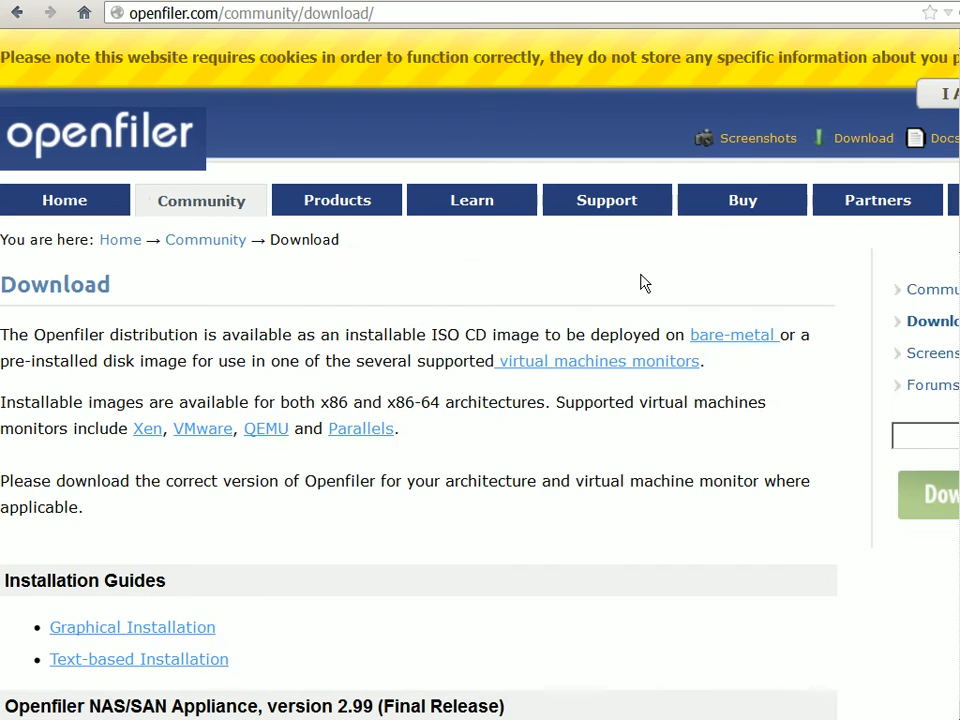 openfiler.com/community/download/
Please note this website requires cookies in order to function correctly, they do not store any specific information about you
I
openfiler
Screenshots Download Docs
Home Community Products Learn Support Buy Partners
You are here: Home → Community → Download
Download
The Openfiler distribution is available as an installable ISO CD image to be deployed on bare-metal or a
pre-installed disk image for use in one of the several supported virtual machines monitors.
Installable images are available for both x86 and x86-64 architectures. Supported virtual machines
monitors include Xen, VMware, QEMU and Parallels.
Please download the correct version of Openfiler for your architecture and virtual machine monitor where
applicable.
Installation Guides
• Graphical Installation
• Text-based Installation
Openfiler NAS/SAN Appliance, version 2.99 (Final Release)
Commu
Downlo
Screens
Forums
Dow